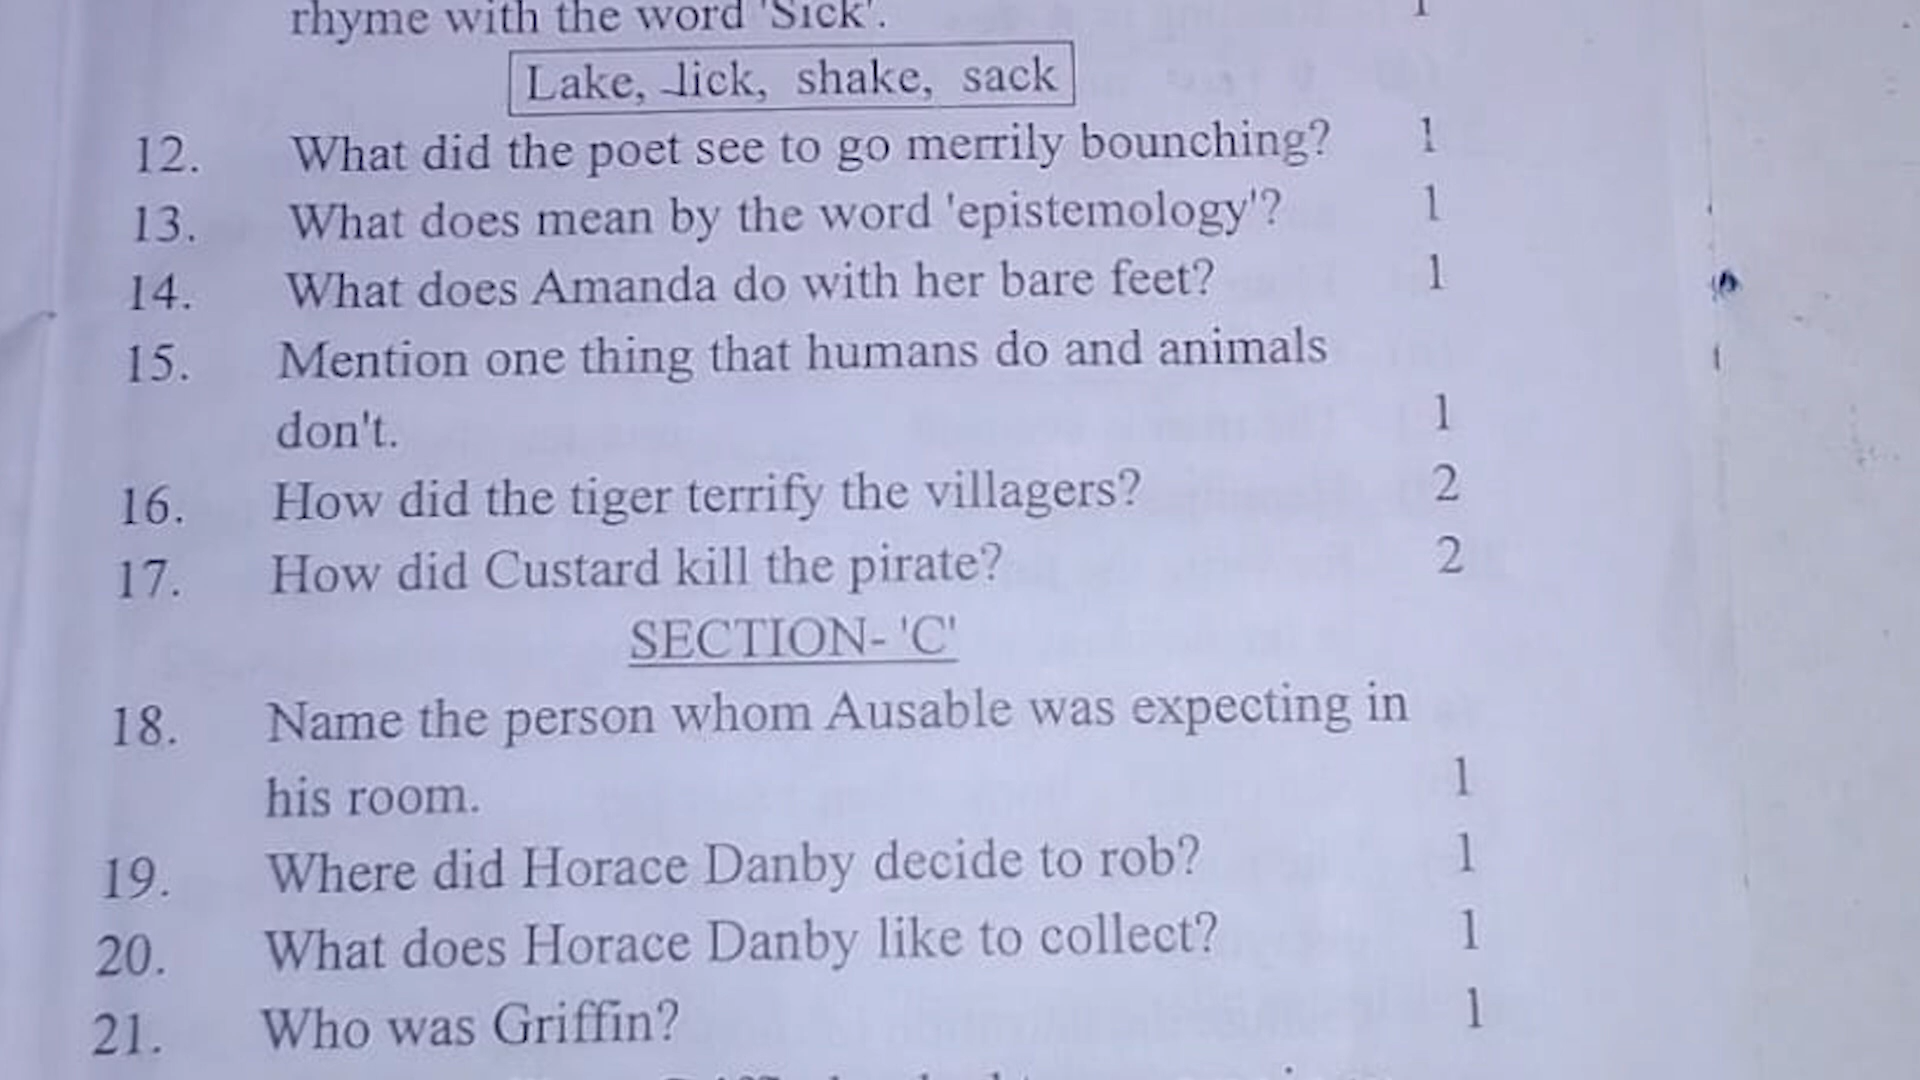 rhyme with the word 'Sick'. 1
Lake, lick, shake, sack
12. What did the poet see to go merrily bounching? 1
13. What does mean by the word 'epistemology'? 1
14. What does Amanda do with her bare feet? 1
15. Mention one thing that humans do and animals
don't. 1
16. How did the tiger terrify the villagers? 2
17. How did Custard kill the pirate? 2
SECTION- 'C'
18. Name the person whom Ausable was expecting in
his room. 1
19. Where did Horace Danby decide to rob? 1
20. What does Horace Danby like to collect? 1
21. Who was Griffin? 1